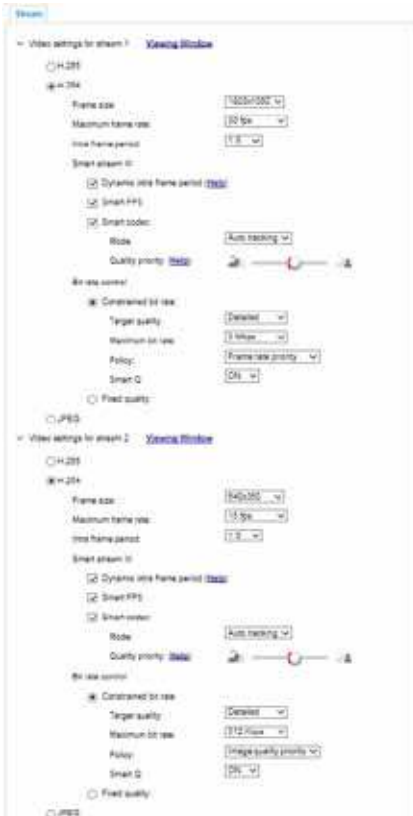 Stream
Video settings for stream 1 Viewing Window
H.265
H.264
Frame size
Maximum frame rate 30 fps
Intra frame period 1 S
Smart stream III
Dynamic intra frame period (Help)
Smart FPS
Smart codec
Mode Auto tracking
Quality priority: (Help)
Bit rate control
Constrained bit rate
Target quality Detailed
Maximum bit rate
Policy: Frame rate priority
Smart Q: ON
Fixed quality
JPEG
Video settings for stream 2 Viewing Window
H.265
H.264
Frame size 640x360
Maximum frame rate 15 fps
Intra frame period 1 S
Smart stream III
Dynamic intra frame period (Help)
Smart FPS
Smart codec
Mode Auto tracking
Quality priority: (Help)
Bit rate control
Constrained bit rate
Target quality Detailed
Maximum bit rate 512 Kbps
Policy: Image quality priority
Smart Q: ON
Fixed quality
JPEG